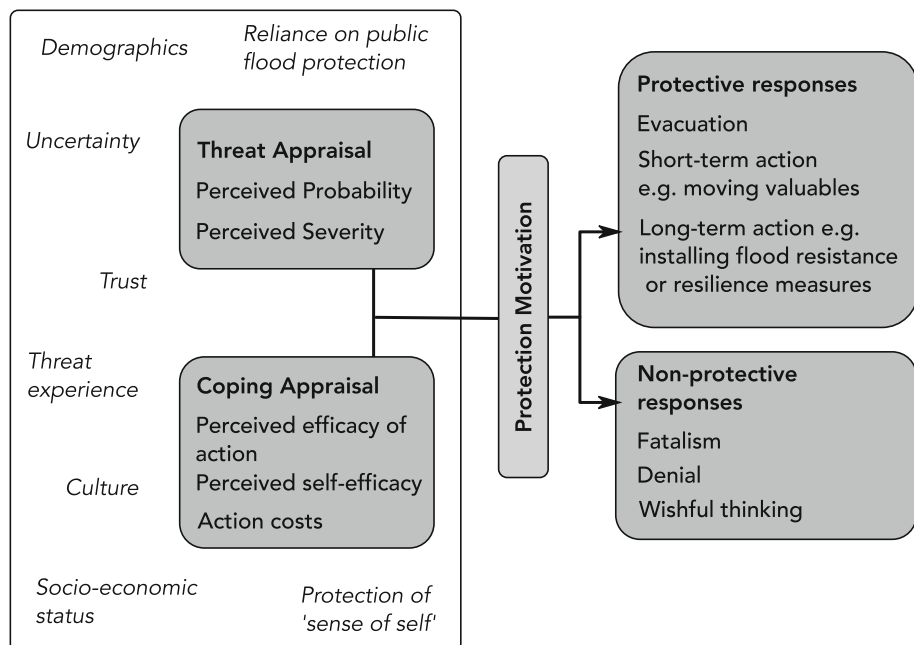 Demographics
Reliance on public
flood protection
Uncertainty
Threat Appraisal
Perceived Probability
Perceived Severity
Trust
Threat
experience
Coping Appraisal
Perceived efficacy of
action
Perceived self-efficacy
Action costs
Culture
Socio-economic
status
Protection of
'sense of self'
Protection Motivation
Protective responses
Evacuation
Short-term action
e.g. moving valuables
Long-term action e.g.
installing flood resistance
or resilience measures
Non-protective
responses
Fatalism
Denial
Wishful thinking